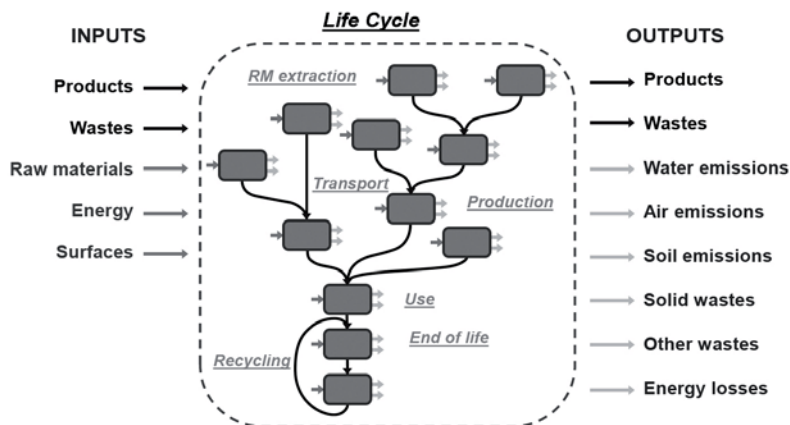 Life Cycle
INPUTS
OUTPUTS
Products
Wastes
Raw materials
Energy
Surfaces
RM extraction
Transport
Production
Use
End of life
Recycling
Products
Wastes
Water emissions
Air emissions
Soil emissions
Solid wastes
Other wastes
Energy losses